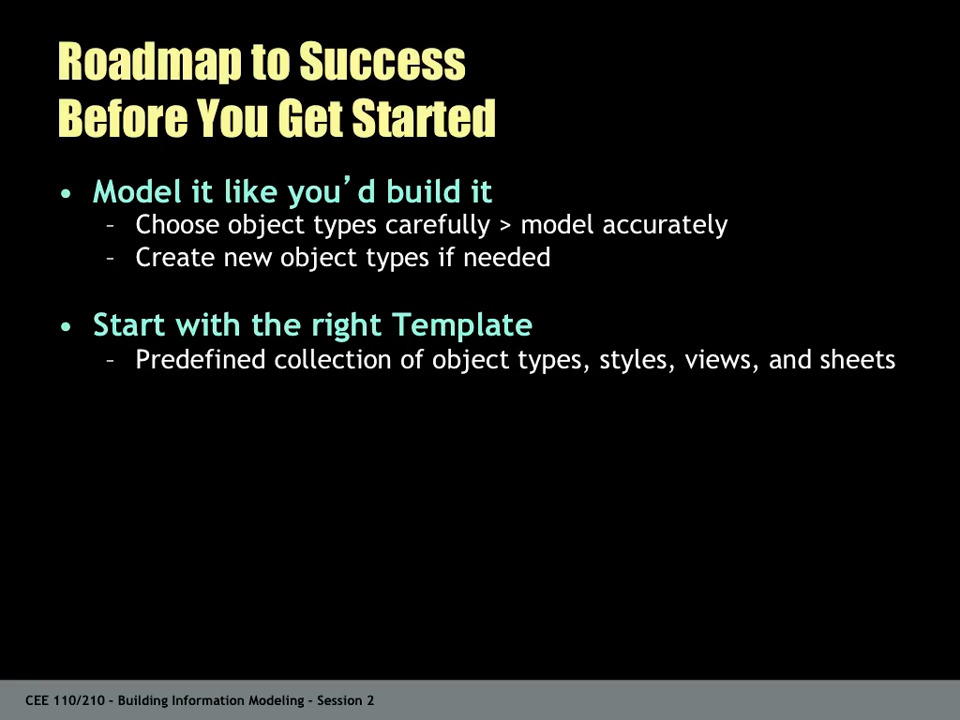 Roadmap to Success
Before You Get Started
• Model it like you’d build it
– Choose object types carefully > model accurately
– Create new object types if needed
• Start with the right Template
– Predefined collection of object types, styles, views, and sheets
CEE 110/210 - Building Information Modeling - Session 2